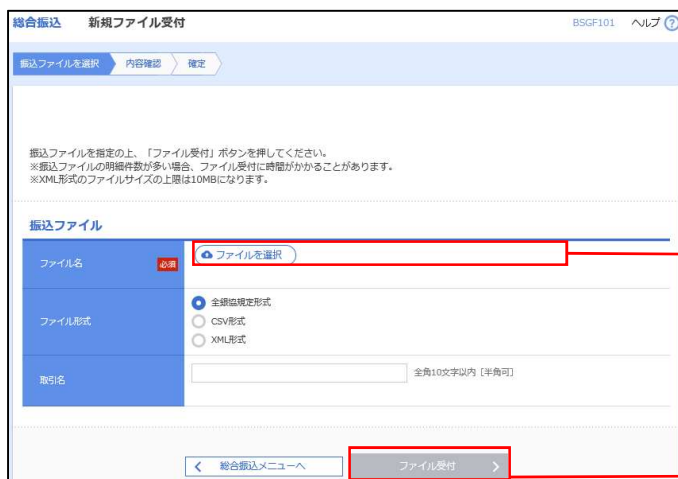 総合振込 新規ファイル受付 BSGF101 ヘルプ ?
振込ファイルを選択 内容確認 確定
振込ファイルを指定の上、「ファイル受付」ボタンを押してください。
※振込ファイルの明細件数が多い場合、ファイル受付に時間がかかることがあります。
※XML形式のファイルサイズの上限は10MBになります。
振込ファイル
ファイル名 必須 ファイルを選択
ファイル形式
全銀協規定形式
CSV形式
XML形式
取引名 全角10文字以内 [半角可]
総合振込メニューへ ファイル受付